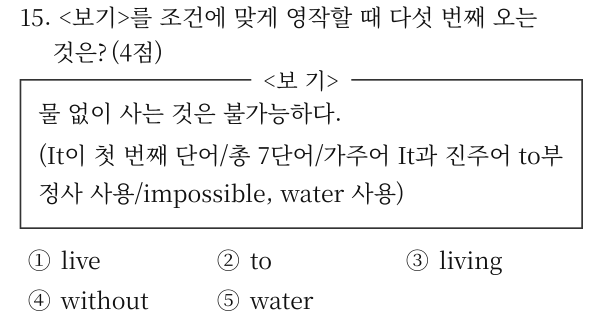 15. <보기>를 조건에 맞게 영작할 때 다섯 번째 오는
것은? (4점)
<보 기>
물 없이 사는 것은 불가능하다.
(It이 첫 번째 단어/총 7단어/가주어 It과 진주어 to부
정사 사용/impossible, water 사용)
① live ② to ③ living
④ without ⑤ water